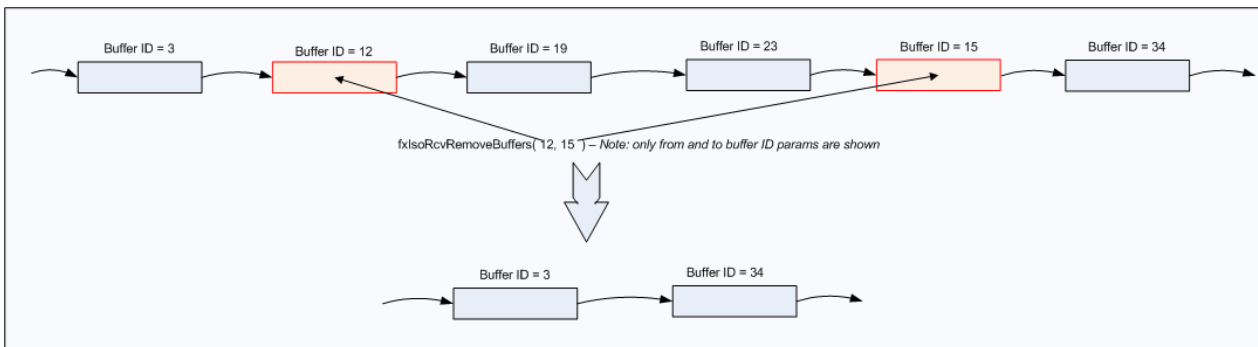 Buffer ID = 3
Buffer ID = 12
Buffer ID = 19
Buffer ID = 23
Buffer ID = 15
Buffer ID = 34
fxIsoRcvRemoveBuffers( 12, 15 ) – Note: only from and to buffer ID params are shown
Buffer ID = 3
Buffer ID = 34